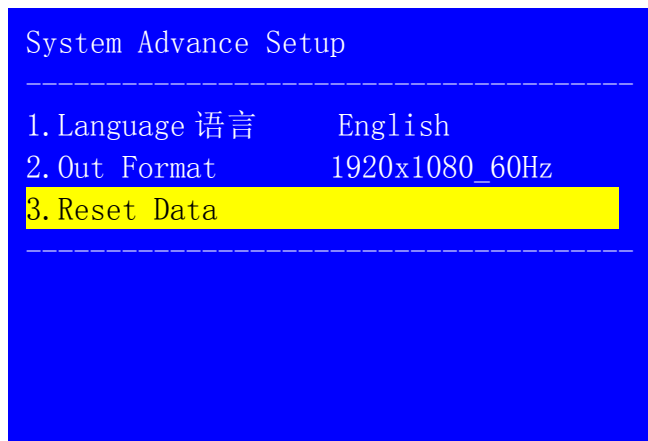 System Advance Setup
--------------------------------------
1.Language 语言 English
2.Out Format 1920x1080_60Hz
3.Reset Data
--------------------------------------